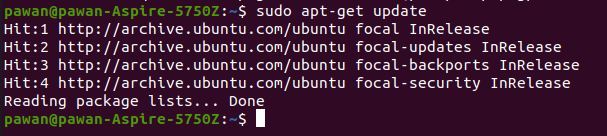 pawan@pawan-Aspire-5750Z:~$ sudo apt-get update
Hit:1 http://archive.ubuntu.com/ubuntu focal InRelease
Hit:2 http://archive.ubuntu.com/ubuntu focal-updates InRelease
Hit:3 http://archive.ubuntu.com/ubuntu focal-backports InRelease
Hit:4 http://archive.ubuntu.com/ubuntu focal-security InRelease
Reading package lists... Done
pawan@pawan-Aspire-5750Z:~$